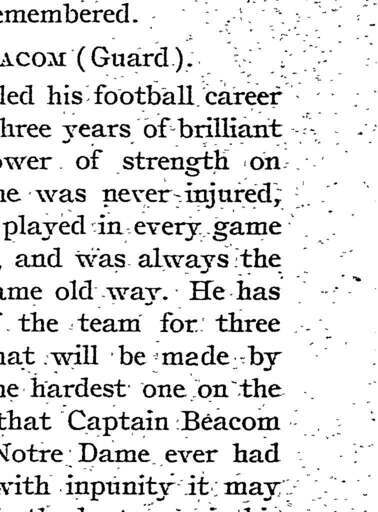 emembered.
ACOM (Guard).
led his football career
hree years of brilliant
ower of strength on
he was never injured,
played in every game
, and was always the
ame old way. He has
the team for three
hat will be made by
he hardest one on the
that Captain Beacom
Notre Dame ever had
with inpunity it may